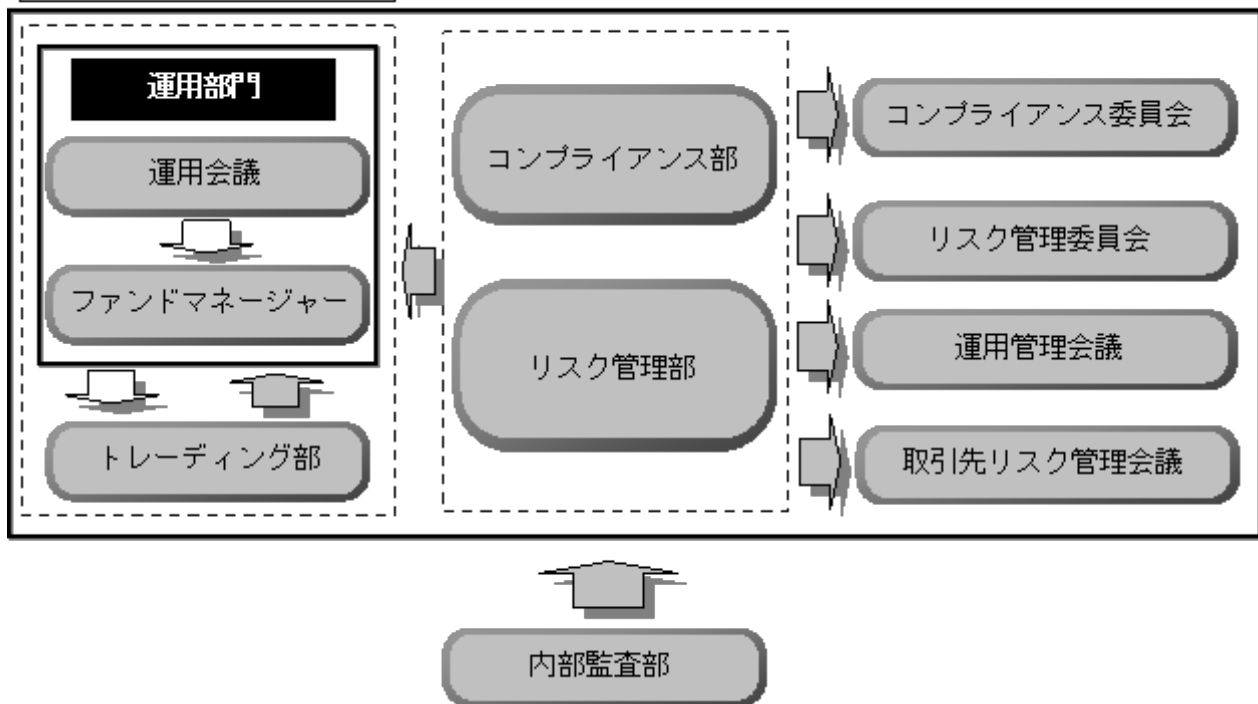 運用部門
運用会議
ファンドマネージャー
トレーディング部
コンプライアンス部
リスク管理部
コンプライアンス委員会
リスク管理委員会
運用管理会議
取引先リスク管理会議
内部監査部